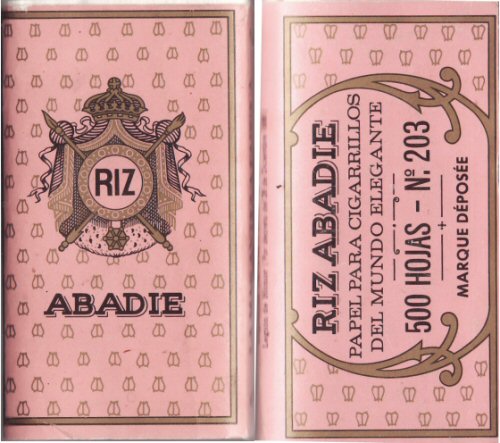 RIZ
ABADIE
RIZ ABADIE
PAPEL PARA CIGARRILLOS
DEL MUNDO ELEGANTE
500 HOJAS - Nº 203
MARQUE DÉPOSÉE